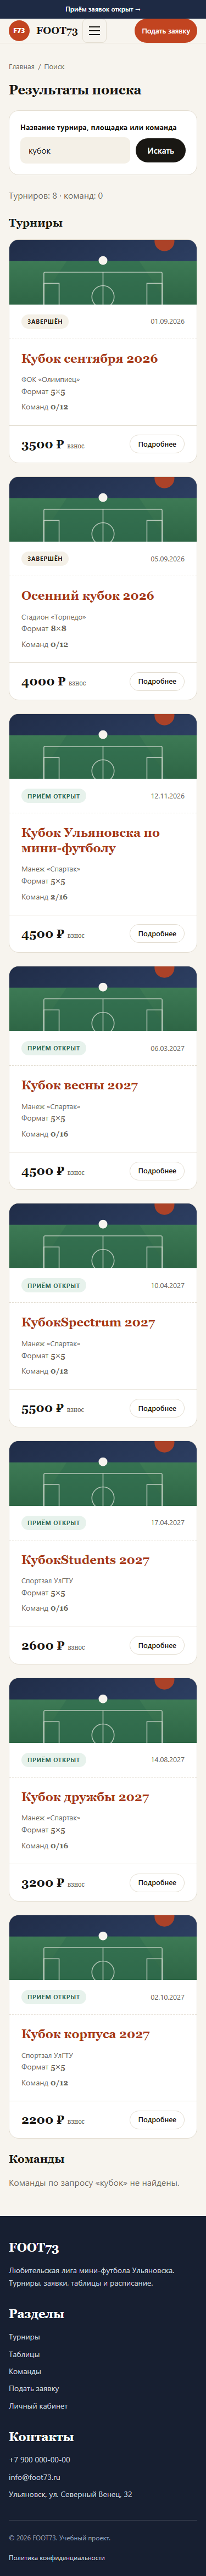 Приём заявок открыт →
F73 FOOT73 Подать заявку
Главная / Поиск
Результаты поиска
Название турнира, площадка или команда
кубок Искать
Турниров: 8 · команд: 0
Турниры
ЗАВЕРШЁН 01.09.2026
Кубок сентября 2026
ФОК «Олимпиец»
Формат 5×5
Команд 0/12
3500 ₽ взнос Подробнее
ЗАВЕРШЁН 05.09.2026
Осенний кубок 2026
Стадион «Торпедо»
Формат 8×8
Команд 0/12
4000 ₽ взнос Подробнее
ПРИЁМ ОТКРЫТ 12.11.2026
Кубок Ульяновска по
мини-футболу
Манеж «Спартак»
Формат 5×5
Команд 2/16
4500 ₽ взнос Подробнее
ПРИЁМ ОТКРЫТ 06.03.2027
Кубок весны 2027
Манеж «Спартак»
Формат 5×5
Команд 0/16
4500 ₽ взнос Подробнее
ПРИЁМ ОТКРЫТ 10.04.2027
КубокSpectrum 2027
Манеж «Спартак»
Формат 5×5
Команд 0/12
5500 ₽ взнос Подробнее
ПРИЁМ ОТКРЫТ 17.04.2027
КубокStudents 2027
Спортзал УлГТУ
Формат 5×5
Команд 0/16
2600 ₽ взнос Подробнее
ПРИЁМ ОТКРЫТ 14.08.2027
Кубок дружбы 2027
Манеж «Спартак»
Формат 5×5
Команд 0/16
3200 ₽ взнос Подробнее
ПРИЁМ ОТКРЫТ 02.10.2027
Кубок корпуса 2027
Спортзал УлГТУ
Формат 5×5
Команд 0/12
2200 ₽ взнос Подробнее
Команды
Команды по запросу «кубок» не найдены.
FOOT73
Любительская лига мини-футбола Ульяновска.
Турниры, заявки, таблицы и расписание.
Разделы
Турниры
Таблицы
Команды
Подать заявку
Личный кабинет
Контакты
+7 900 000-00-00
info@foot73.ru
Ульяновск, ул. Северный Венец, 32
© 2026 FOOT73. Учебный проект.
Политика конфиденциальности